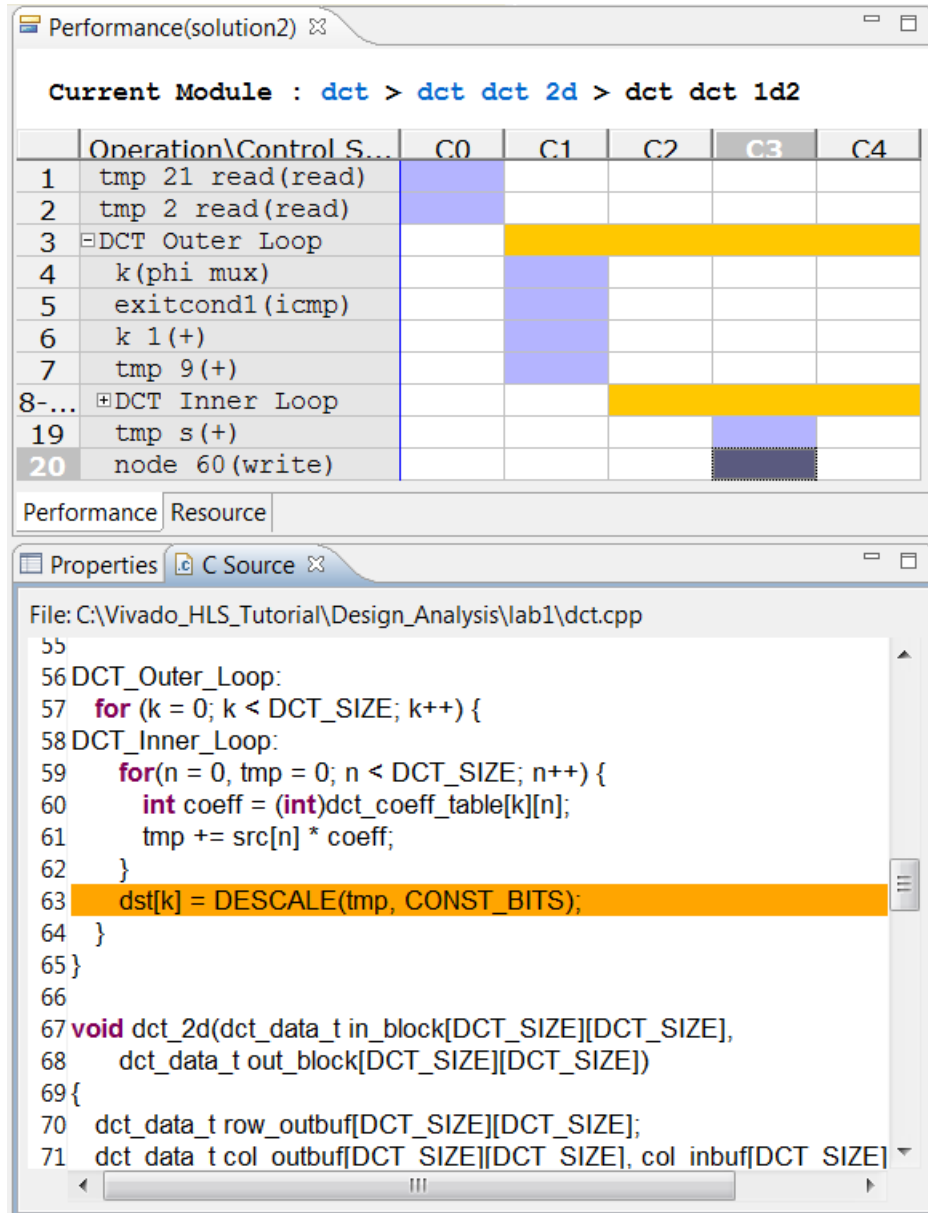 Performance(solution2)
Current Module : dct > dct dct 2d > dct dct 1d2
Operation\Control S... C0 C1 C2 C3 C4
1 tmp 21 read(read)
2 tmp 2 read(read)
3 DCT Outer Loop
4 k(phi mux)
5 exitcond1(icmp)
6 k 1(+)
7 tmp 9(+)
8-... DCT Inner Loop
19 tmp s(+)
20 node 60(write)
Performance Resource
Properties .c C Source
File: C:\Vivado_HLS_Tutorial\Design_Analysis\lab1\dct.cpp
55
56 DCT_Outer_Loop:
57 for (k = 0; k < DCT_SIZE; k++) {
58 DCT_Inner_Loop:
59 for(n = 0, tmp = 0; n < DCT_SIZE; n++) {
60 int coeff = (int)dct_coeff_table[k][n];
61 tmp += src[n] * coeff;
62 }
63 dst[k] = DESCALE(tmp, CONST_BITS);
64 }
65 }
66
67 void dct_2d(dct_data_t in_block[DCT_SIZE][DCT_SIZE],
68 dct_data_t out_block[DCT_SIZE][DCT_SIZE])
69 {
70 dct_data_t row_outbuf[DCT_SIZE][DCT_SIZE];
71 dct_data_t col_outbuf[DCT_SIZE][DCT_SIZE], col_inbuf[DCT_SIZE]